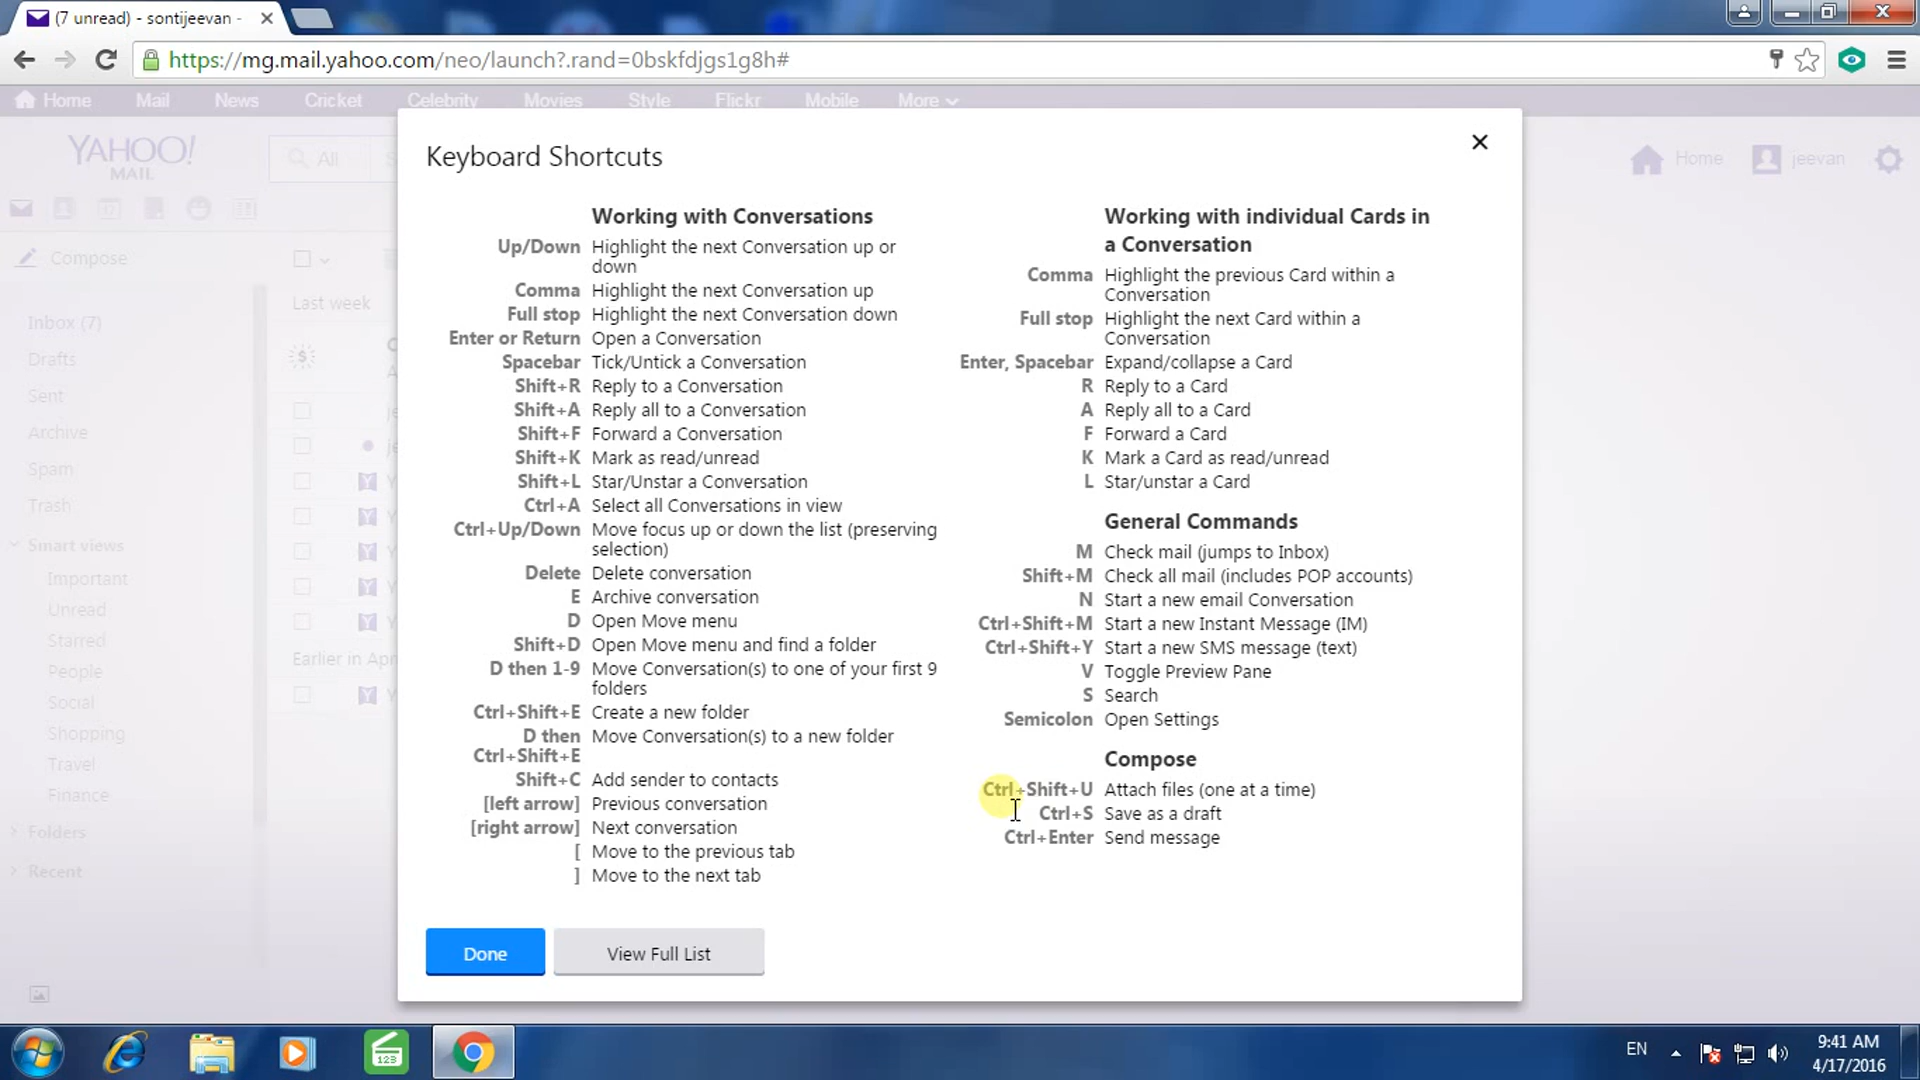 (7 unread) - sontijeevan -
https://mg.mail.yahoo.com/neo/launch?.rand=0bskfdjgs1g8h#
Home Mail News Cricket Celebrity Movies Style Flickr Mobile More
YAHOO!
MAIL
All
Home jeevan
Compose
Last week
Inbox (7)
Drafts
Sent
Archive
Spam
Trash
Smart views
Important
Unread
Starred
People
Social
Shopping
Travel
Finance
Folders
Recent
Earlier in Apri
Keyboard Shortcuts
Working with Conversations
Up/Down Highlight the next Conversation up or
down
Comma Highlight the next Conversation up
Full stop Highlight the next Conversation down
Enter or Return Open a Conversation
Spacebar Tick/Untick a Conversation
Shift+R Reply to a Conversation
Shift+A Reply all to a Conversation
Shift+F Forward a Conversation
Shift+K Mark as read/unread
Shift+L Star/Unstar a Conversation
Ctrl+A Select all Conversations in view
Ctrl+Up/Down Move focus up or down the list (preserving
selection)
Delete Delete conversation
E Archive conversation
D Open Move menu
Shift+D Open Move menu and find a folder
D then 1-9 Move Conversation(s) to one of your first 9
folders
Ctrl+Shift+E Create a new folder
D then Move Conversation(s) to a new folder
Ctrl+Shift+E
Shift+C Add sender to contacts
[left arrow] Previous conversation
[right arrow] Next conversation
[ Move to the previous tab
] Move to the next tab
Working with individual Cards in
a Conversation
Comma Highlight the previous Card within a
Conversation
Full stop Highlight the next Card within a
Conversation
Enter, Spacebar Expand/collapse a Card
R Reply to a Card
A Reply all to a Card
F Forward a Card
K Mark a Card as read/unread
L Star/unstar a Card
General Commands
M Check mail (jumps to Inbox)
Shift+M Check all mail (includes POP accounts)
N Start a new email Conversation
Ctrl+Shift+M Start a new Instant Message (IM)
Ctrl+Shift+Y Start a new SMS message (text)
V Toggle Preview Pane
S Search
Semicolon Open Settings
Compose
Ctrl+Shift+U Attach files (one at a time)
Ctrl+S Save as a draft
Ctrl+Enter Send message
Done View Full List
123
EN
9:41 AM
4/17/2016